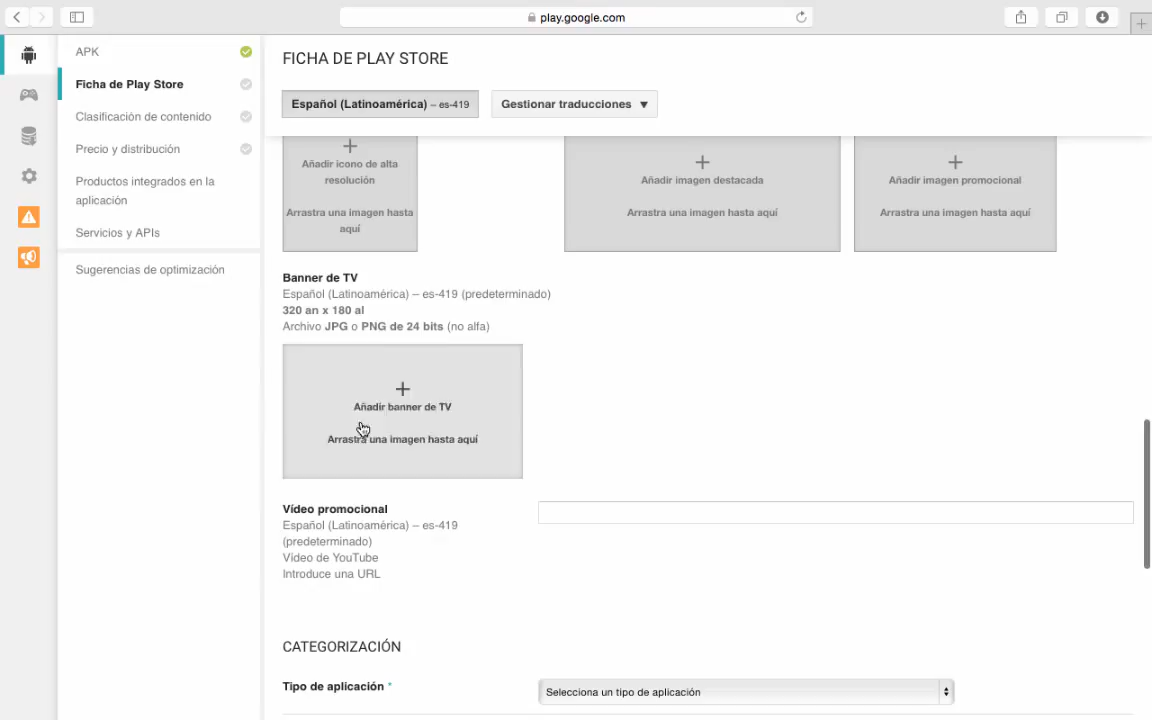 play.google.com
APK
Ficha de Play Store
Clasificación de contenido
Precio y distribución
Productos integrados en la
aplicación
Servicios y APIs
Sugerencias de optimización
FICHA DE PLAY STORE
Español (Latinoamérica) – es-419
Gestionar traducciones ▼
Añadir icono de alta
resolución
Arrastra una imagen hasta
aquí
Añadir imagen destacada
Arrastra una imagen hasta aquí
Añadir imagen promocional
Arrastra una imagen hasta aquí
Banner de TV
Español (Latinoamérica) – es-419 (predeterminado)
320 an x 180 al
Archivo JPG o PNG de 24 bits (no alfa)
Añadir banner de TV
Arrastra una imagen hasta aquí
Vídeo promocional
Español (Latinoamérica) – es-419
(predeterminado)
Vídeo de YouTube
Introduce una URL
CATEGORIZACIÓN
Tipo de aplicación *
Selecciona un tipo de aplicación